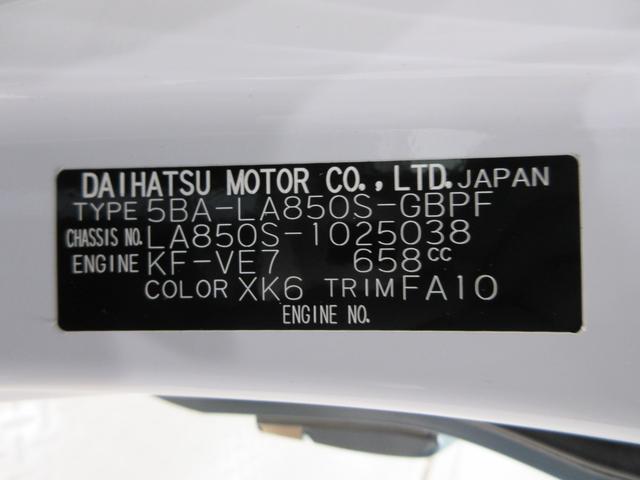 DAIHATSU MOTOR CO., LTD. JAPAN
TYPE 5BA-LA850S-GBPF
CHASSIS NO. LA850S-1025038
ENGINE KF-VE7 658cc
COLOR XK6 TRIM FA10
ENGINE NO.